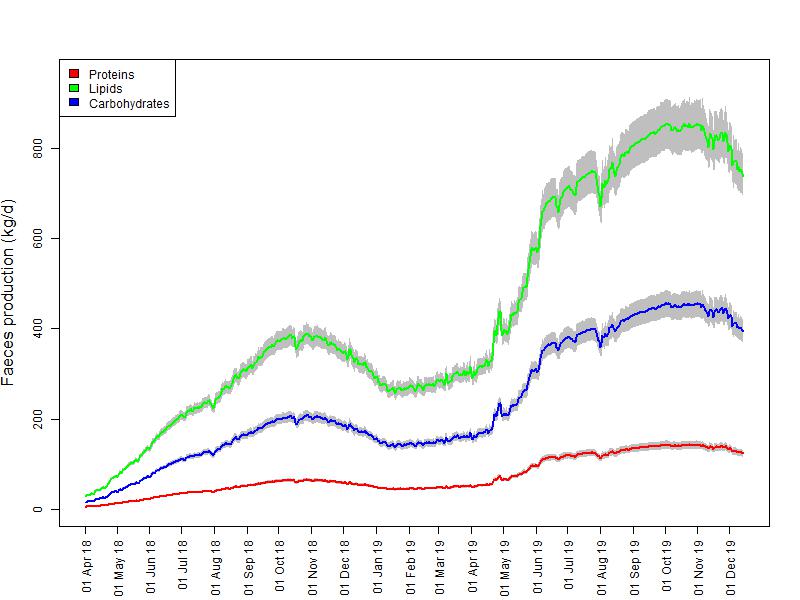 Proteins
Lipids
Carbohydrates
Faeces production (kg/d)
800
600
400
200
0
01 Apr 18
01 May 18
01 Jun 18
01 Jul 18
01 Aug 18
01 Sep 18
01 Oct 18
01 Nov 18
01 Dec 18
01 Jan 19
01 Feb 19
01 Mar 19
01 Apr 19
01 May 19
01 Jun 19
01 Jul 19
01 Aug 19
01 Sep 19
01 Oct 19
01 Nov 19
01 Dec 19